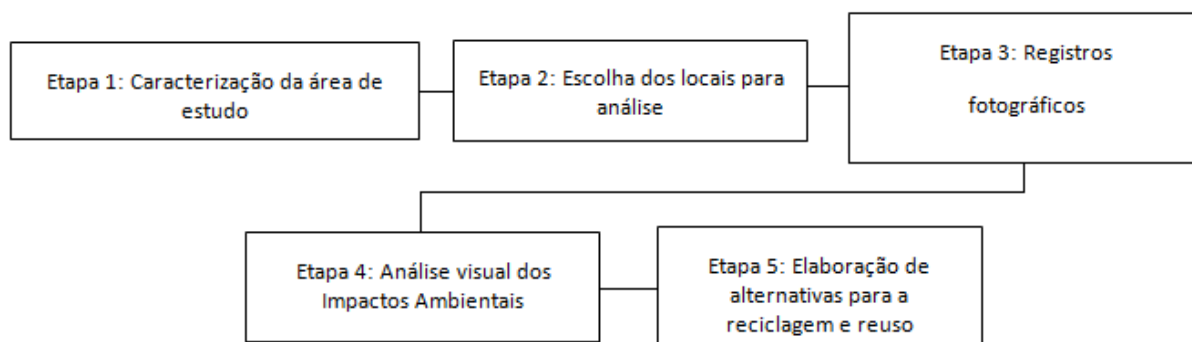 Etapa 1: Caracterização da área de
estudo
Etapa 2: Escolha dos locais para
análise
Etapa 3: Registros
fotográficos
Etapa 4: Análise visual dos
Impactos Ambientais
Etapa 5: Elaboração de
alternativas para a
reciclagem e reuso